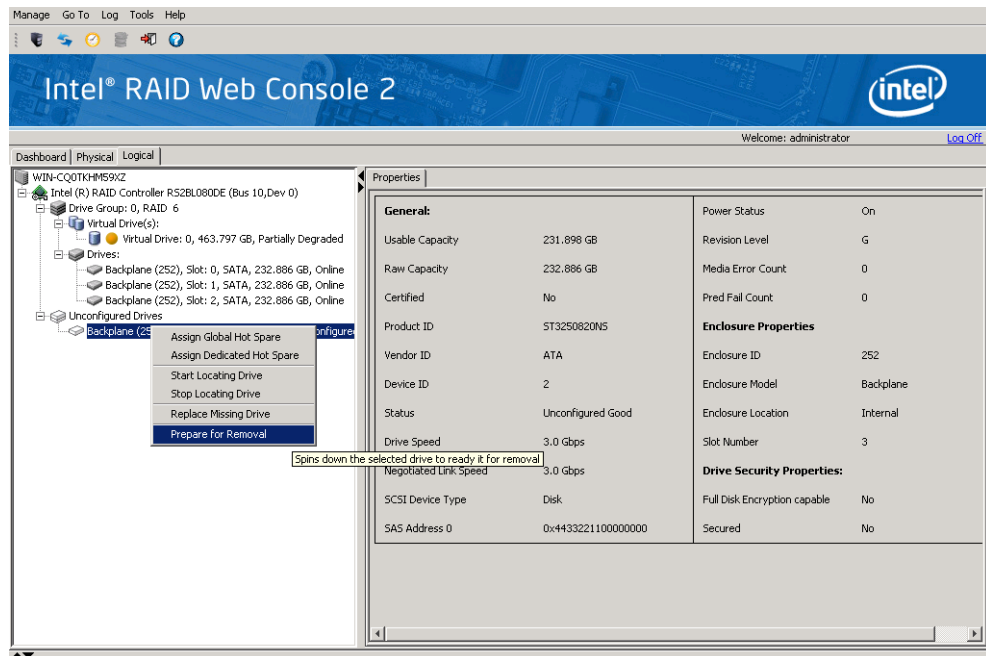 Manage Go To Log Tools Help
Intel® RAID Web Console 2
intel
Welcome: administrator Log Off
Dashboard Physical Logical
WIN-CQ0TKHM59XZ
Intel (R) RAID Controller RS2BL080DE (Bus 10,Dev 0)
Drive Group: 0, RAID 6
Virtual Drive(s):
Virtual Drive: 0, 463.797 GB, Partially Degraded
Drives:
Backplane (252), Slot: 0, SATA, 232.886 GB, Online
Backplane (252), Slot: 1, SATA, 232.886 GB, Online
Backplane (252), Slot: 2, SATA, 232.886 GB, Online
Unconfigured Drives
Backplane (25
Assign Global Hot Spare
Assign Dedicated Hot Spare
Start Locating Drive
Stop Locating Drive
Replace Missing Drive
Prepare for Removal
Spins down the selected drive to ready it for removal
Properties
General:
Usable Capacity 231.898 GB
Raw Capacity 232.886 GB
Certified No
Product ID ST3250820NS
Vendor ID ATA
Device ID 2
Status Unconfigured Good
Drive Speed 3.0 Gbps
Negotiated Link Speed 3.0 Gbps
SCSI Device Type Disk
SAS Address 0 0x4433221100000000
Power Status On
Revision Level G
Media Error Count 0
Pred Fail Count 0
Enclosure Properties
Enclosure ID 252
Enclosure Model Backplane
Enclosure Location Internal
Slot Number 3
Drive Security Properties:
Full Disk Encryption capable No
Secured No